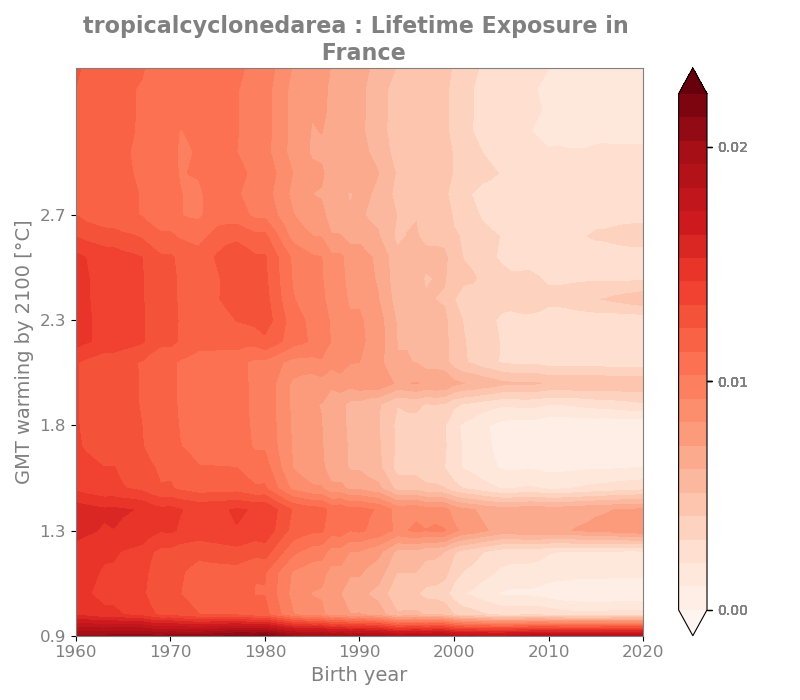 tropicalcyclonedarea : Lifetime Exposure in
France
GMT warming by 2100 [°C]
2.7
2.3
1.8
1.3
0.9
1960 1970 1980 1990 2000 2010 2020
Birth year
0.02
0.01
0.00